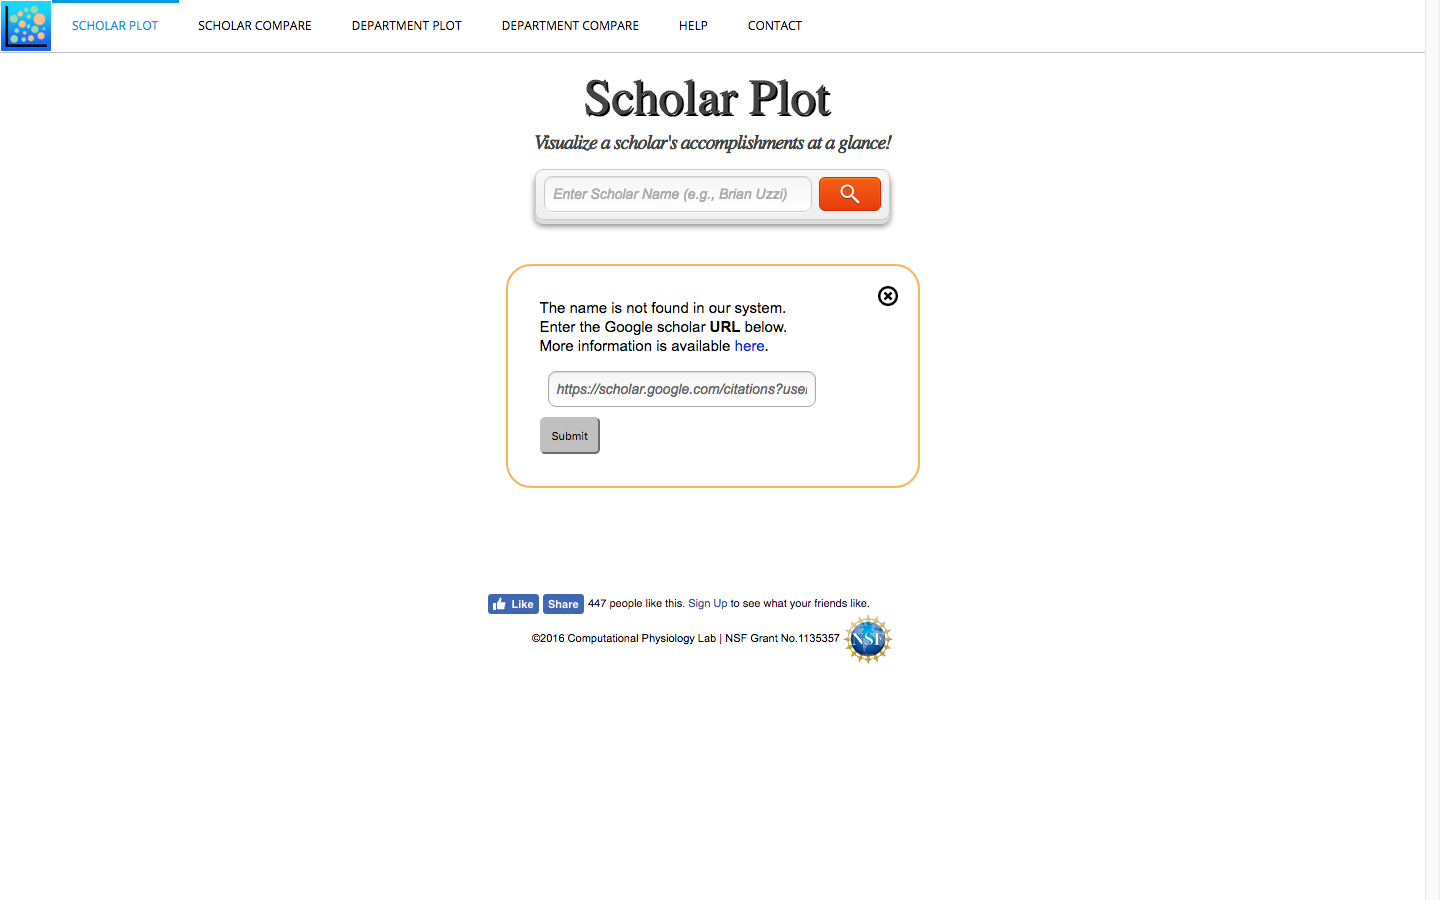 SCHOLAR PLOT SCHOLAR COMPARE DEPARTMENT PLOT DEPARTMENT COMPARE HELP CONTACT
Scholar Plot
Visualize a scholar's accomplishments at a glance!
Enter Scholar Name (e.g., Brian Uzzi)
The name is not found in our system.
Enter the Google scholar URL below.
More information is available here.
https://scholar.google.com/citations?use
Submit
Like Share 447 people like this. Sign Up to see what your friends like.
©2016 Computational Physiology Lab | NSF Grant No.1135357 NSF